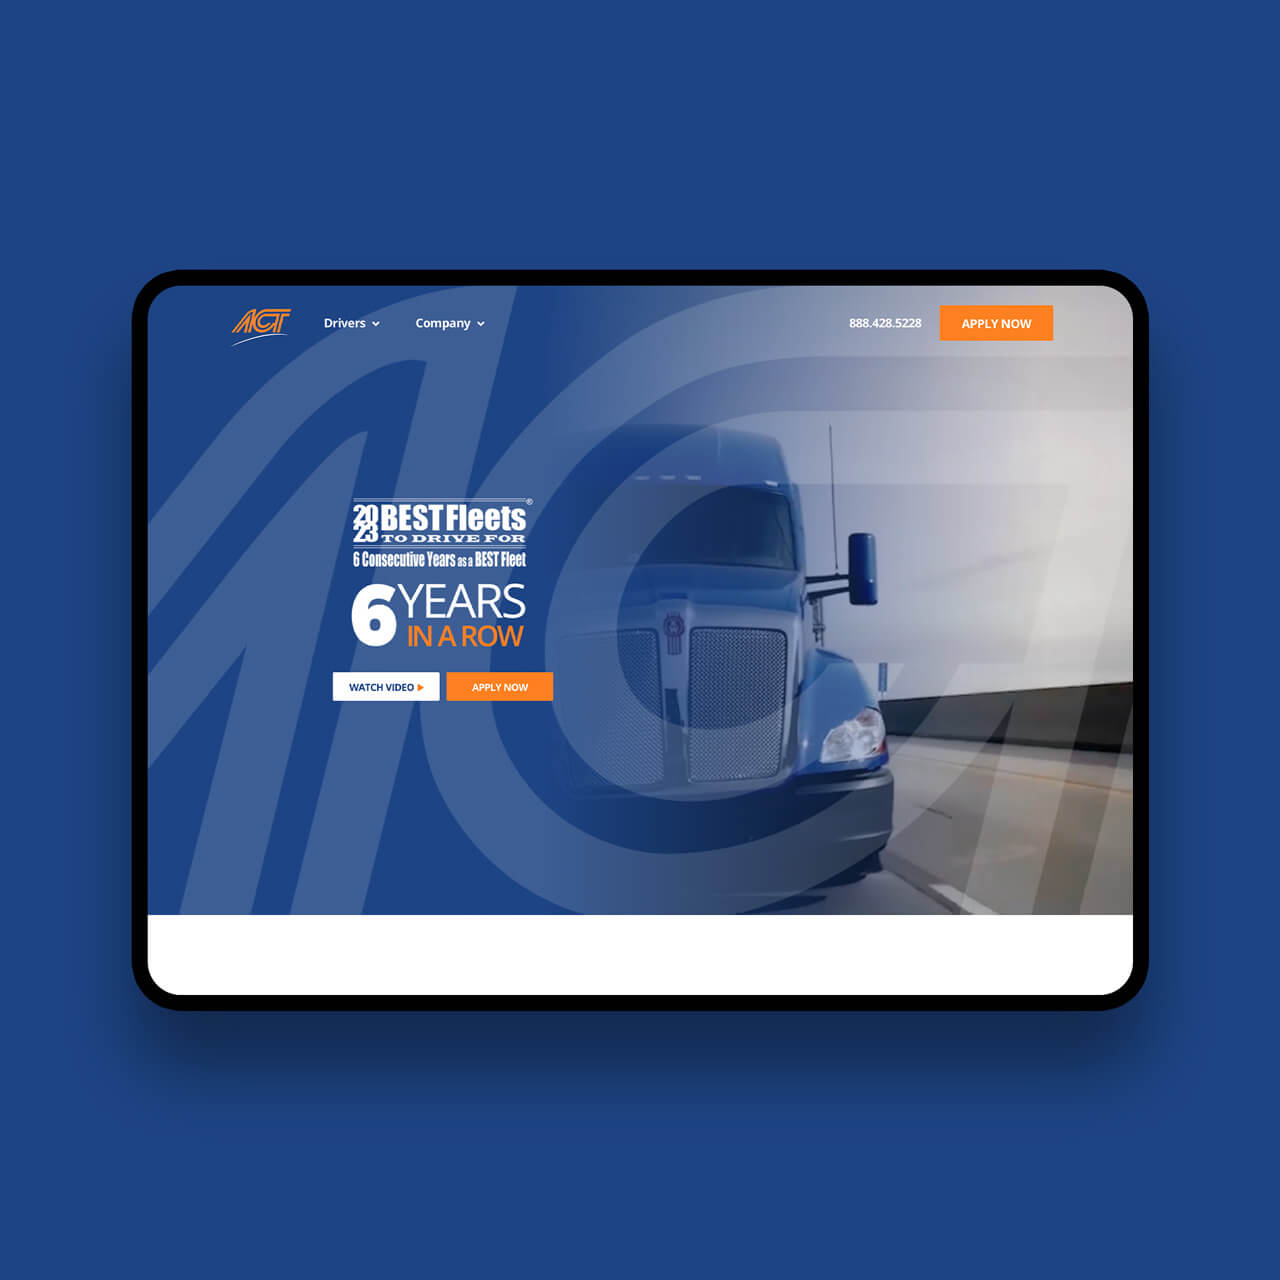 ACT
Drivers
Company
888.428.5228
APPLY NOW
2023 BEST Fleets®
TO DRIVE FOR
6 Consecutive Years as a BEST Fleet
6 YEARS
IN A ROW
WATCH VIDEO
APPLY NOW